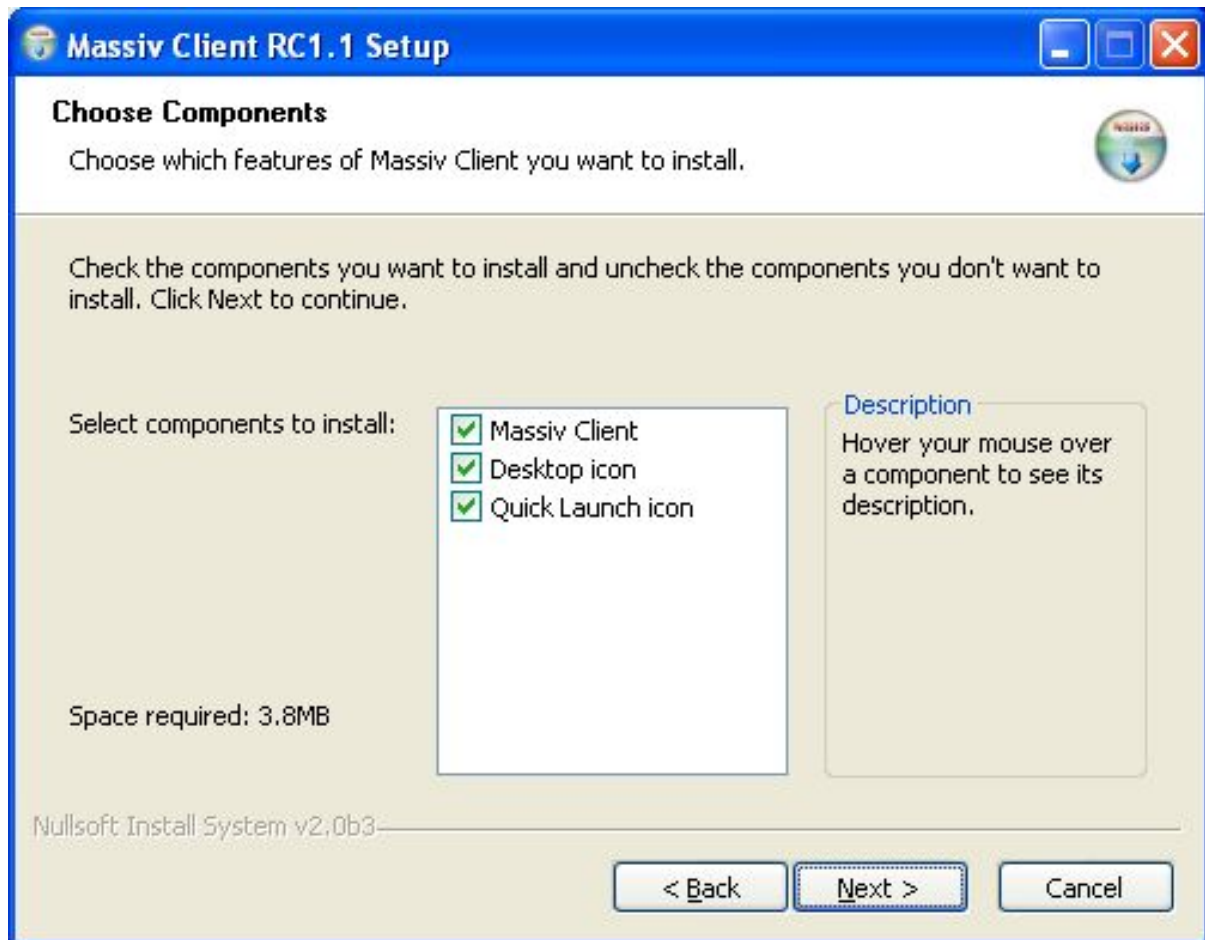 Massiv Client RC1.1 Setup
Choose Components
Choose which features of Massiv Client you want to install.
Check the components you want to install and uncheck the components you don't want to
install. Click Next to continue.
Select components to install:
Massiv Client
Desktop icon
Quick Launch icon
Description
Hover your mouse over
a component to see its
description.
Space required: 3.8MB
Nullsoft Install System v2.0b3
< Back
Next >
Cancel